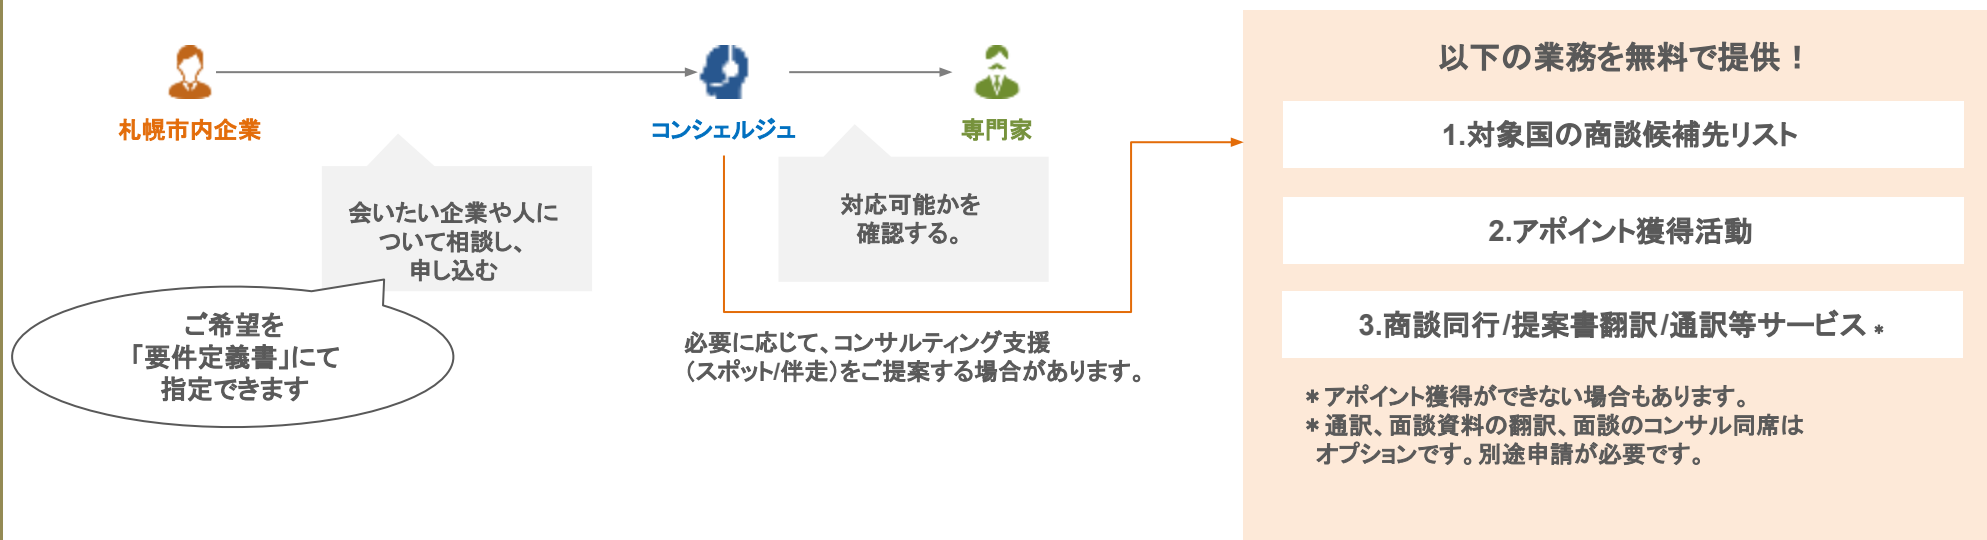 札幌市内企業
コンシェルジュ
専門家
会いたい企業や人に
ついて相談し、
申し込む
対応可能かを
確認する。
ご希望を
「要件定義書」にて
指定できます
必要に応じて、コンサルティング支援
（スポット/伴走）をご提案する場合があります。
以下の業務を無料で提供！
1.対象国の商談候補先リスト
2.アポイント獲得活動
3.商談同行/提案書翻訳/通訳等サービス＊
＊アポイント獲得ができない場合もあります。
＊通訳、面談資料の翻訳、面談のコンサル同席は
オプションです。別途申請が必要です。